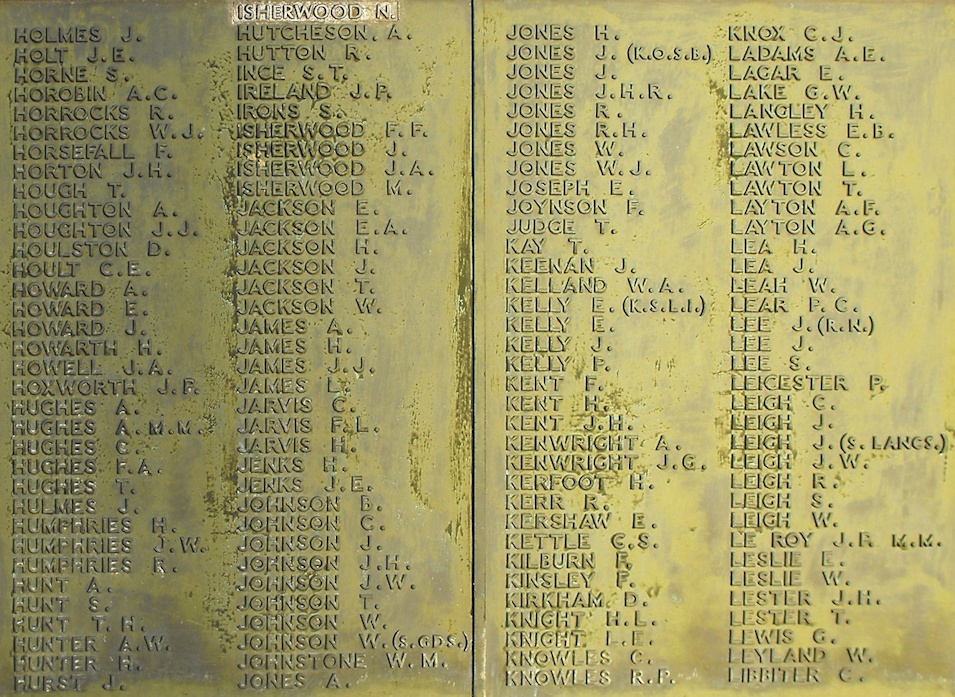 HOLMES J.
HOLT J.E.
HORNE S.
HOROBIN A.C.
HORROCKS R.
HORROCKS W.J.
HORSEFALL F.
HORTON J.H.
HOUGH T.
HOUGHTON A.
HOUGHTON J.J.
HOULSTON D.
HOULT C.E.
HOWARD A.
HOWARD E.
HOWARD J.
HOWARTH H.
HOWELL J.A.
HOXWORTH J.P.
HUGHES A.
HUGHES A.M.M.
HUGHES C.
HUGHES F.A.
HUGHES T.
HULMES J.
HUMPHRIES H.
HUMPHRIES J.W.
HUMPHRIES R.
HUNT A.
HUNT S.
HUNT T.H.
HUNTER A.W.
HUNTER H.
HURST J.
ISHERWOOD N.
HUTCHESON. A.
HUTTON R.
INCE S.T.
IRELAND J.P.
IRONS S.
ISHERWOOD F.F.
ISHERWOOD J.
ISHERWOOD J.A.
ISHERWOOD M.
JACKSON E.
JACKSON E.A.
JACKSON H.
JACKSON J.
JACKSON T.
JACKSON W.
JAMES A.
JAMES H.
JAMES J.J.
JAMES L.
JARVIS C.
JARVIS F.L.
JARVIS H.
JENKS H.
JENKS J.E.
JOHNSON B.
JOHNSON C.
JOHNSON J.
JOHNSON J.H.
JOHNSON J.W.
JOHNSON T.
JOHNSON W.
JOHNSON W.(S.GDS.)
JOHNSTONE W.M.
JONES A.
JONES H.
JONES J.(K.O.S.B.)
JONES J.
JONES J.H.R.
JONES R.
JONES R.H.
JONES W.
JONES W.J.
JOSEPH E.
JOYNSON F.
JUDGE T.
KAY T.
KEENAN J.
KELLAND W.A.
KELLY E.(K.S.L.I.)
KELLY E.
KELLY J.
KELLY P.
KENT F.
KENT H.
KENT J.H.
KENWRIGHT A.
KENWRIGHT J.G.
KERFOOT H.
KERR R.
KERSHAW E.
KETTLE C.S.
KILBURN F.
KINSLEY F.
KIRKHAM D.
KNIGHT H.L.
KNIGHT L.E.
KNOWLES C.
KNOWLES R.P.
KNOX C.J.
LADAMS A.E.
LAGAR E.
LAKE G.W.
LANGLEY H.
LAWLESS E.B.
LAWSON C.
LAWTON L.
LAWTON T.
LAYTON A.F.
LAYTON A.G.
LEA H.
LEA J.
LEAH W.
LEAR P.C.
LEE J.(R.N.)
LEE J.
LEE S.
LEICESTER P.
LEIGH C.
LEIGH J.
LEIGH J.(S.LANCS.)
LEIGH J.W.
LEIGH R.
LEIGH S.
LEIGH W.
LE ROY J.P. M.M.
LESLIE E.
LESLIE W.
LESTER J.H.
LESTER T.
LEWIS G.
LEYLAND W.
LIBBITER C.